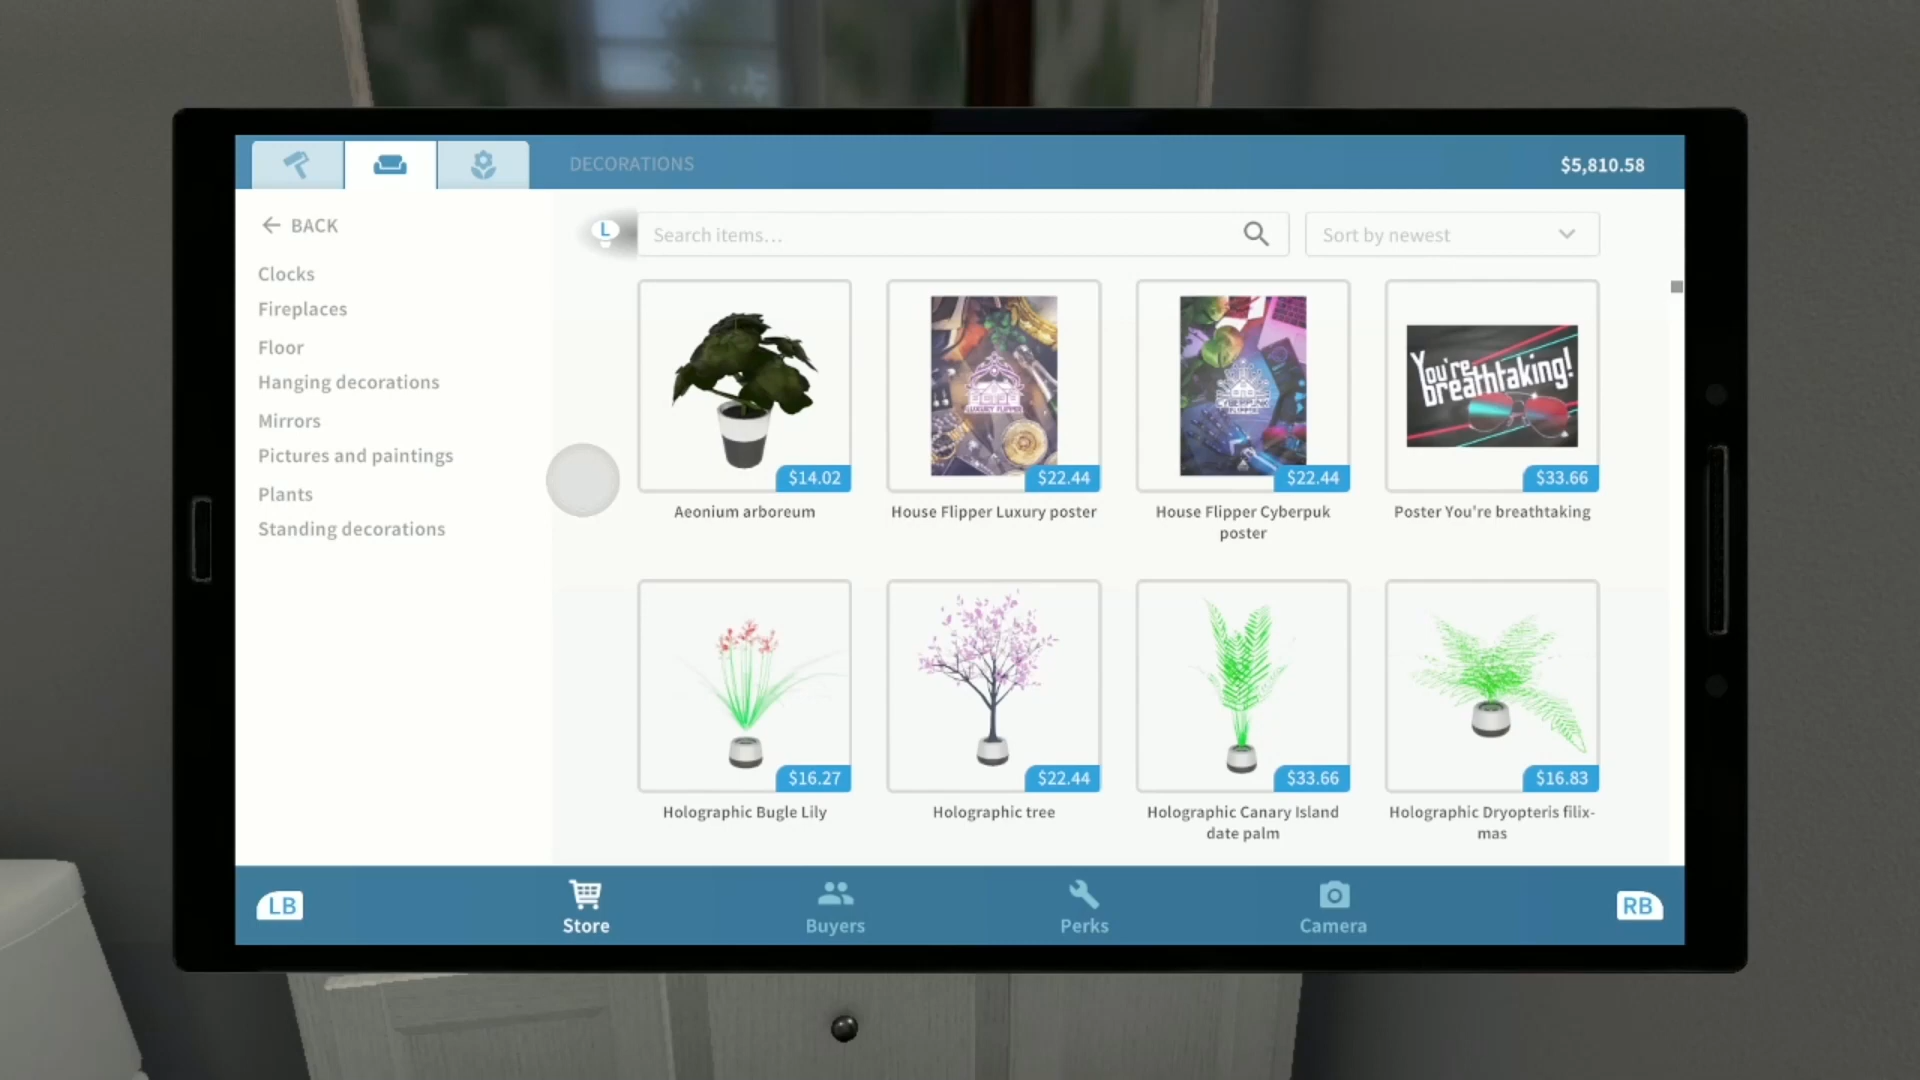 DECORATIONS
$5,810.58
BACK
L
Search items...
Sort by newest
Clocks
Fireplaces
Floor
Hanging decorations
Mirrors
Pictures and paintings
Plants
Standing decorations
LUXURY FLIPPER
You're
breathtaking!
$14.02
$22.44
$22.44
$33.66
Aeonium arboreum
House Flipper Luxury poster
House Flipper Cyberpuk
poster
Poster You're breathtaking
$16.27
$22.44
$33.66
$16.83
Holographic Bugle Lily
Holographic tree
Holographic Canary Island
date palm
Holographic Dryopteris filix-
mas
LB
Store
Buyers
Perks
Camera
RB